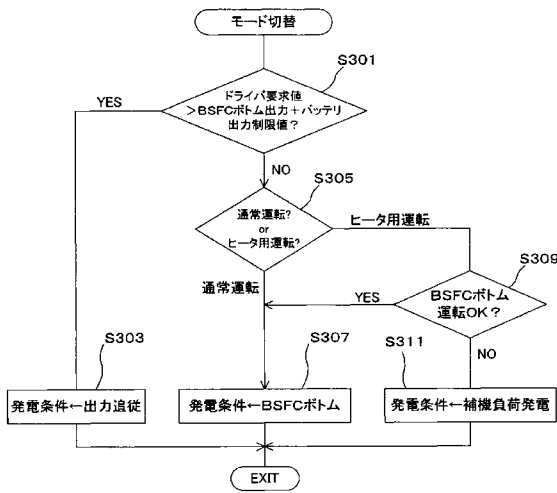 モード切替
S301
ドライバ要求値
>BSFCボトム出力+バッテリ
出力制限値?
YES
NO
S305
通常運転?
or
ヒータ用運転?
ヒータ用運転
通常運転
S309
BSFCボトム
運転OK?
YES
NO
S303
発電条件←出力追従
S307
発電条件←BSFCボトム
S311
発電条件←補機負荷発電
EXIT